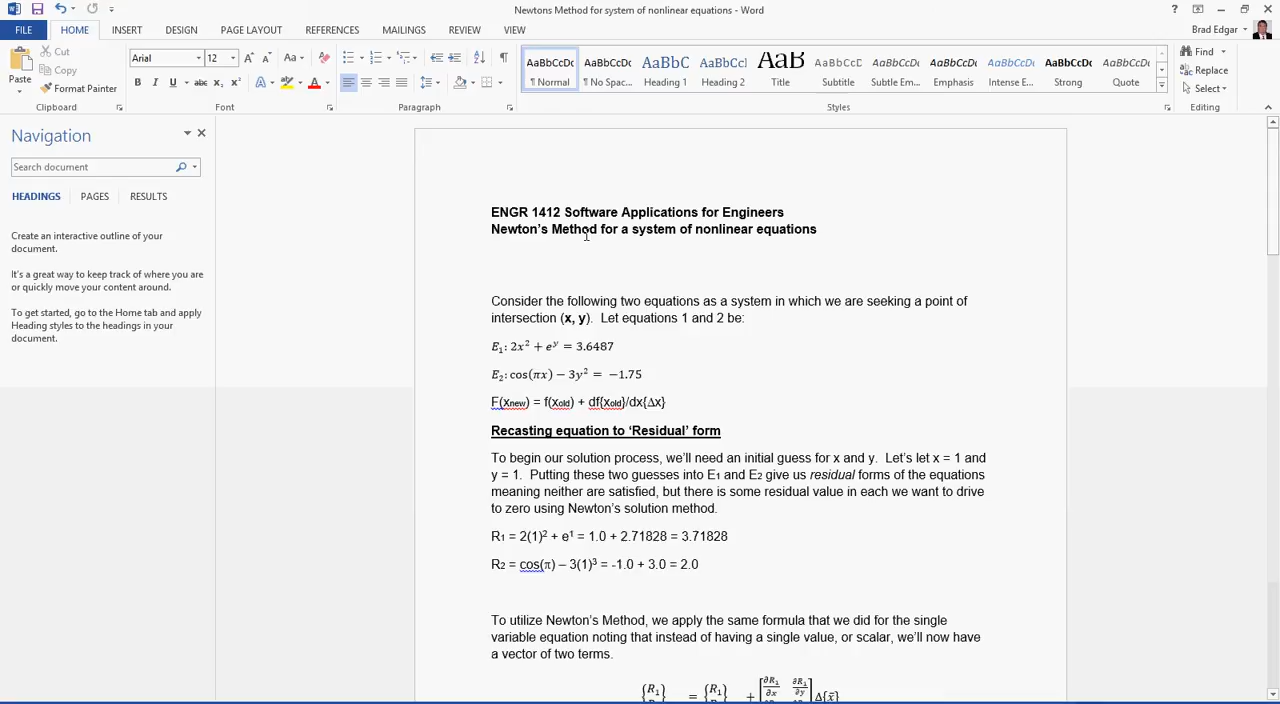 Newtons Method for system of nonlinear equations - Word
FILE HOME INSERT DESIGN PAGE LAYOUT REFERENCES MAILINGS REVIEW VIEW Brad Edgar
Paste Cut Copy Format Painter
Arial 12
AaBbCcDc AaBbCcDc AaBbC AaBbCc AaB AaBbCcD AaBbCcDc AaBbCcDc AaBbCcDc AaBbCcDc AaBbCcDc
¶ Normal ¶ No Spac... Heading 1 Heading 2 Title Subtitle Subtle Em... Emphasis Intense E... Strong Quote
Find Replace Select
Clipboard Font Paragraph Styles Editing
Navigation
Search document
HEADINGS PAGES RESULTS
Create an interactive outline of your
document.
It's a great way to keep track of where you are
or quickly move your content around.
To get started, go to the Home tab and apply
Heading styles to the headings in your
document.
ENGR 1412 Software Applications for Engineers
Newton's Method for a system of nonlinear equations
Consider the following two equations as a system in which we are seeking a point of
intersection (x, y). Let equations 1 and 2 be:
E₁: 2x² + eʸ = 3.6487
E₂: cos(πx) − 3y² = −1.75
F(xnew) = f(xold) + df{xold}/dx{Δx}
Recasting equation to 'Residual' form
To begin our solution process, we'll need an initial guess for x and y. Let's let x = 1 and
y = 1. Putting these two guesses into E1 and E2 give us residual forms of the equations
meaning neither are satisfied, but there is some residual value in each we want to drive
to zero using Newton's solution method.
R1 = 2(1)² + e¹ = 1.0 + 2.71828 = 3.71828
R2 = cos(π) – 3(1)³ = -1.0 + 3.0 = 2.0
To utilize Newton's Method, we apply the same formula that we did for the single
variable equation noting that instead of having a single value, or scalar, we'll now have
a vector of two terms.
{R₁ = {R₁ + [∂R₁/∂x ∂R₁/∂y] Δ{x̄}